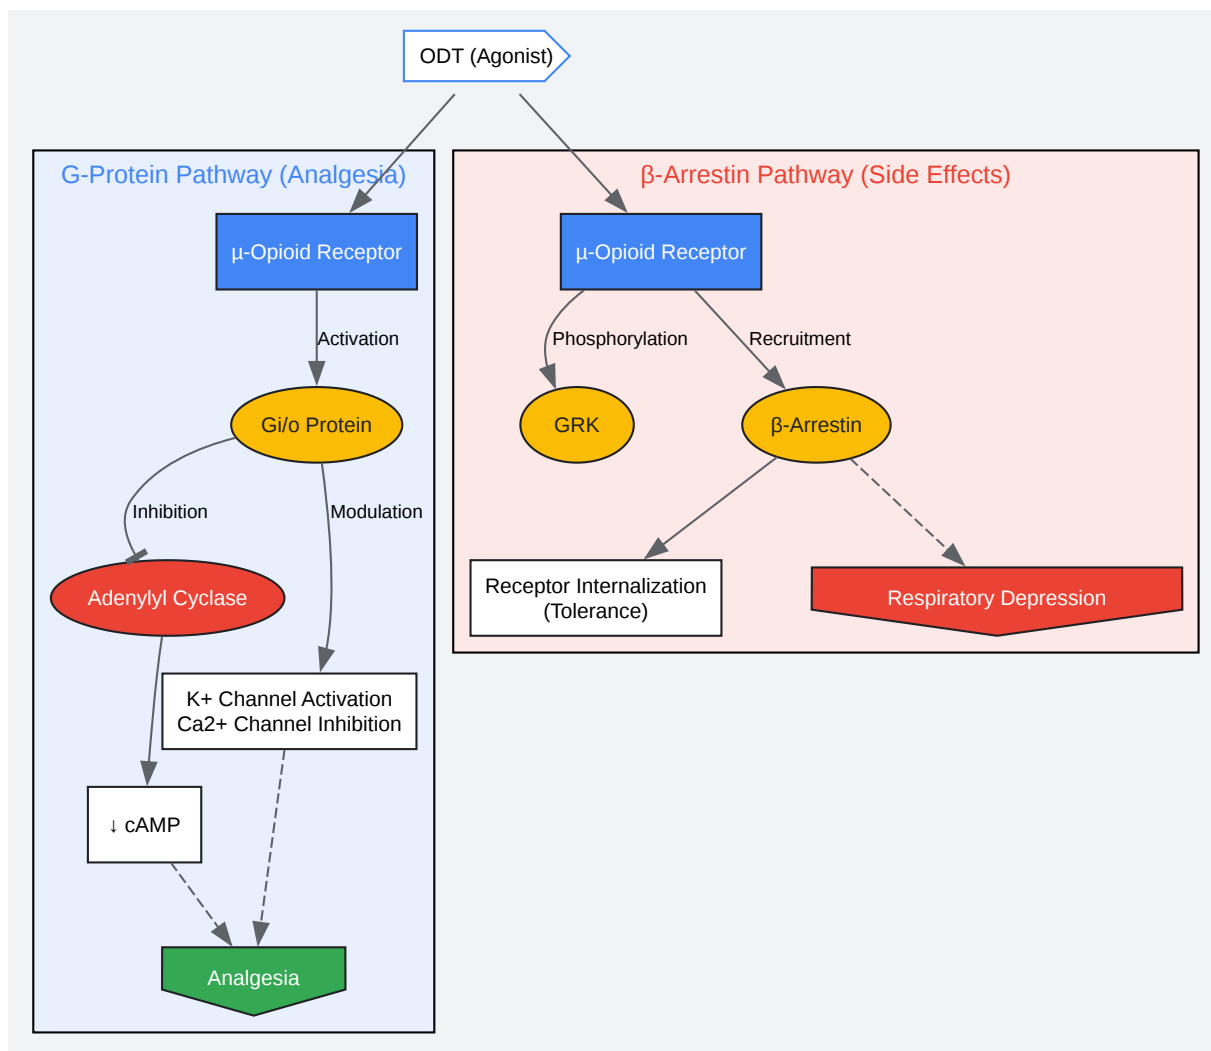 ODT (Agonist)
G-Protein Pathway (Analgesia)
β-Arrestin Pathway (Side Effects)
µ-Opioid Receptor
µ-Opioid Receptor
Activation
Phosphorylation
Recruitment
Gi/o Protein
GRK
β-Arrestin
Inhibition
Modulation
Adenylyl Cyclase
Receptor Internalization
(Tolerance)
Respiratory Depression
K+ Channel Activation
Ca2+ Channel Inhibition
↓ cAMP
Analgesia